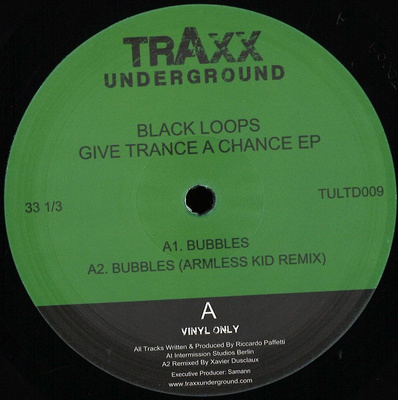 TRAXX
UNDERGROUND
BLACK LOOPS
GIVE TRANCE A CHANCE EP
33 1/3
TULTD009
A1. BUBBLES
A2. BUBBLES (ARMLESS KID REMIX)
A
VINYL ONLY
All Tracks Written & Produced By Riccardo Paffetti
At Intermission Studios Berlin
A2 Remixed By Xavier Dusclaux
Executive Producer: Samann
www.traxxunderground.com